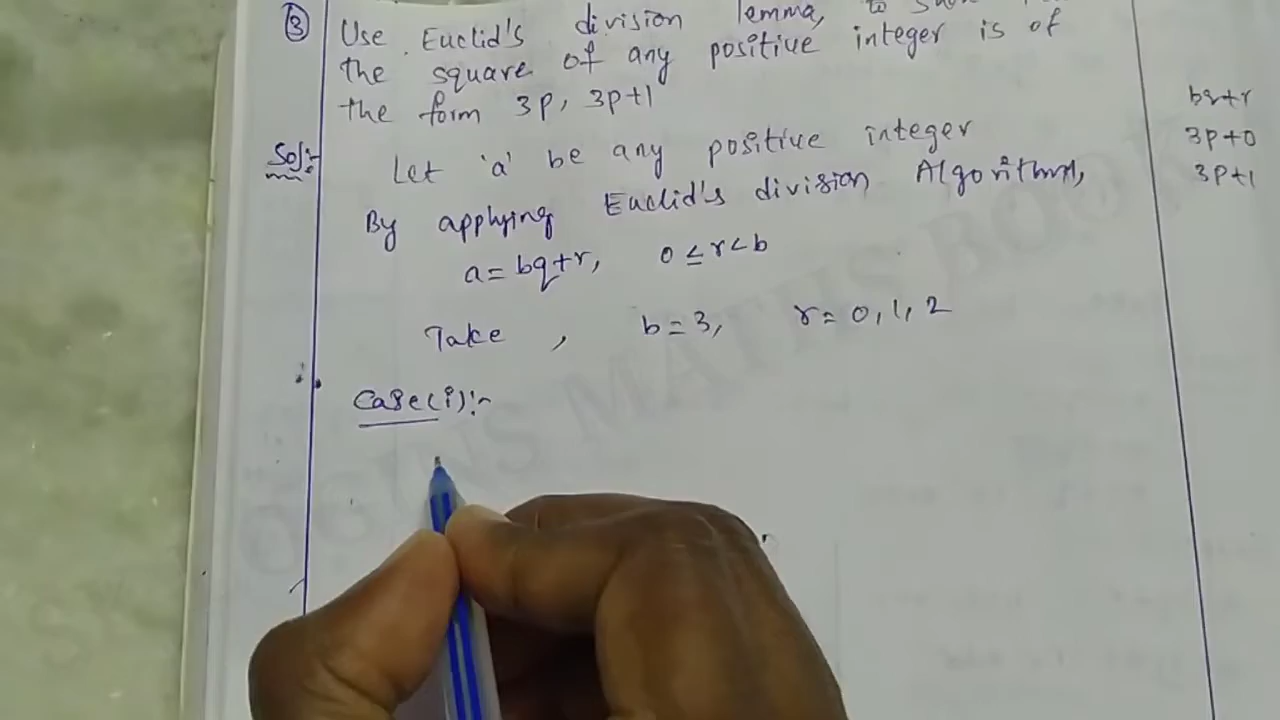 ③ Use Euclid's division lemma, to
the square of any positive integer is of
the form 3p, 3p+1
Sol:- Let 'a' be any positive integer
By applying Euclid's division Algorithm,
a = bq+r, 0 ≤ r < b
Take , b = 3, r = 0, 1, 2
Case(i):-
bq+r
3p+0
3p+1